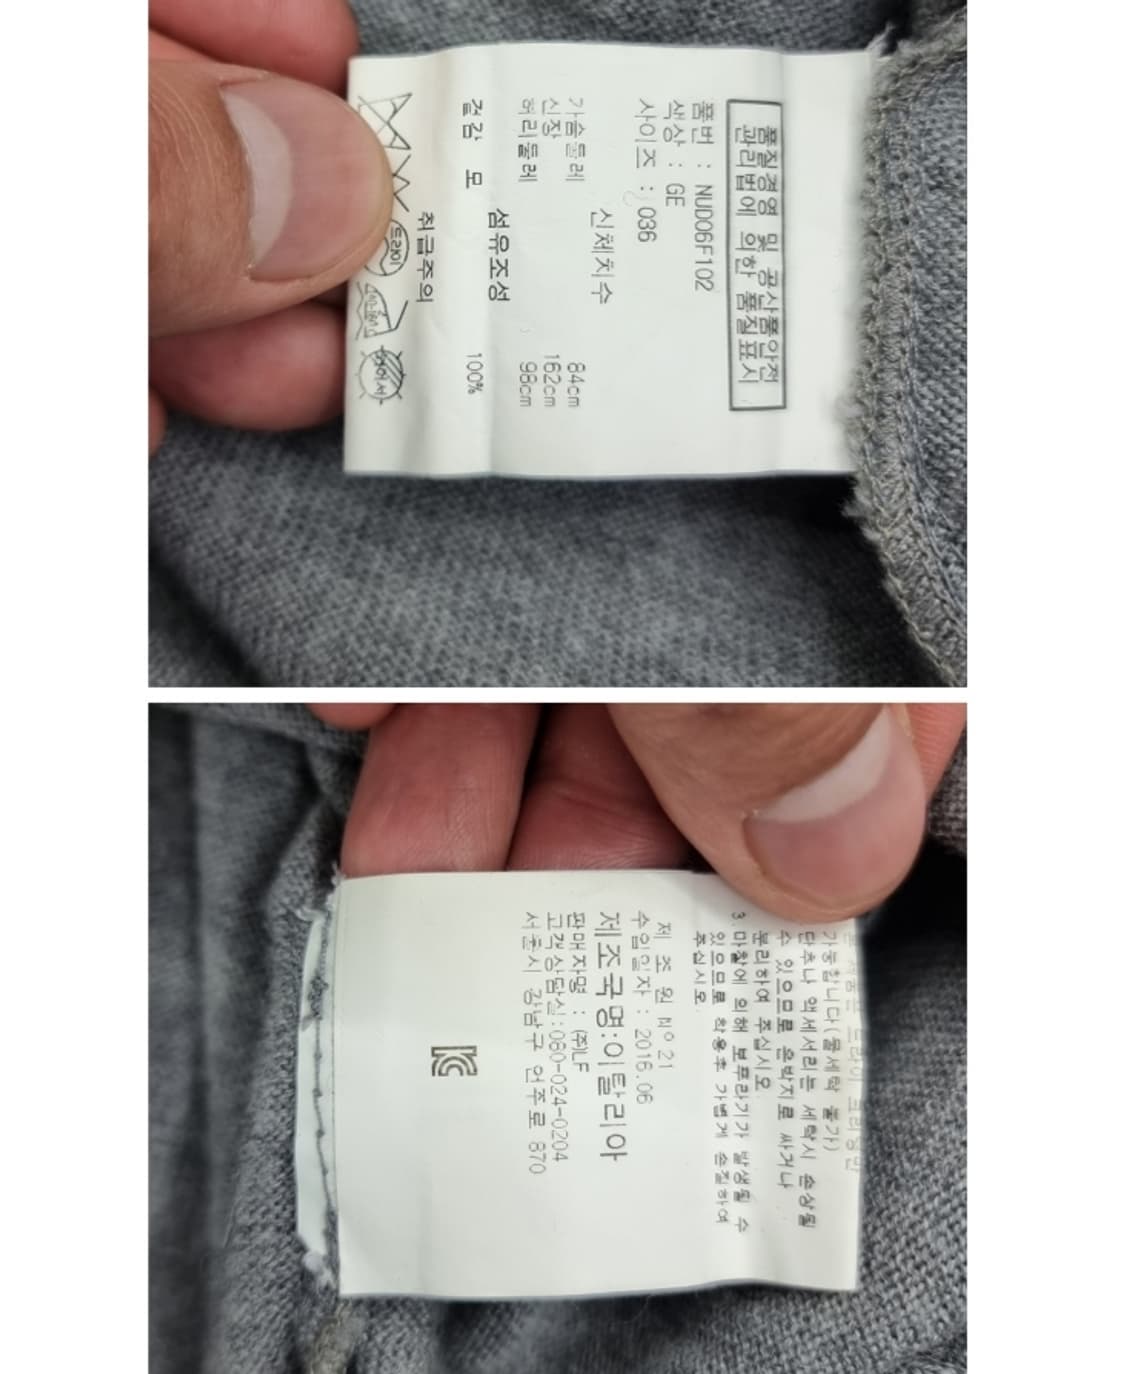 품질경영 및 공산품안전
관리법에 의한 품질표시
품번 : NUD06F102
색상 : GE
사이즈 : 036
신체치수
가슴둘레 84cm
신장 162cm
허리둘레 98cm
섬유조성
겉감 모 100%
취급주의
드라이
가능합니다(물세탁 불가)
단추나 액세서리는 세탁시 손상될
수 있으므로 은박지로 싸거나
분리하여 주십시오
3. 마찰에 의해 보푸라기가 발생될 수
있으므로 착용후 가볍게 손질하여
주십시오.
제 조 원 Nº 21
수입일자 : 2016.06
제조국명:이탈리아
판매자명 : (주)LF
고객상담실:080-024-0204
서울시 강남구 언주로 870